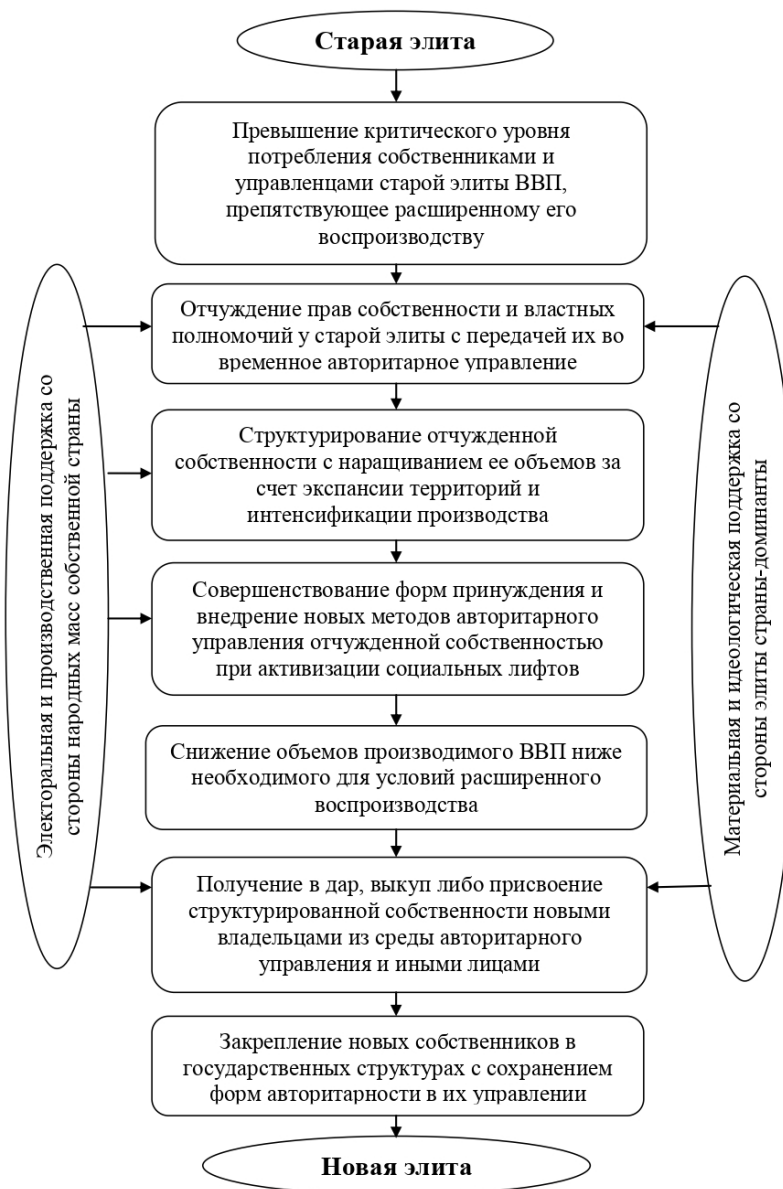 Старая элита
Превышение критического уровня
потребления собственниками и
управленцами старой элиты ВВП,
препятствующее расширенному его
воспроизводству
Отчуждение прав собственности и властных
полномочий у старой элиты с передачей их во
временное авторитарное управление
Структурирование отчужденной
собственности с наращиванием ее объемов за
счет экспансии территорий и
интенсификации производства
Совершенствование форм принуждения и
внедрение новых методов авторитарного
управления отчужденной собственностью
при активизации социальных лифтов
Снижение объемов производимого ВВП ниже
необходимого для условий расширенного
воспроизводства
Получение в дар, выкуп либо присвоение
структурированной собственности новыми
владельцами из среды авторитарного
управления и иными лицами
Закрепление новых собственников в
государственных структурах с сохранением
форм авторитарности в их управлении
Новая элита
Электоральная и производственная поддержка со
стороны народных масс собственной страны
Материальная и идеологическая поддержка со
стороны элиты страны-доминанты